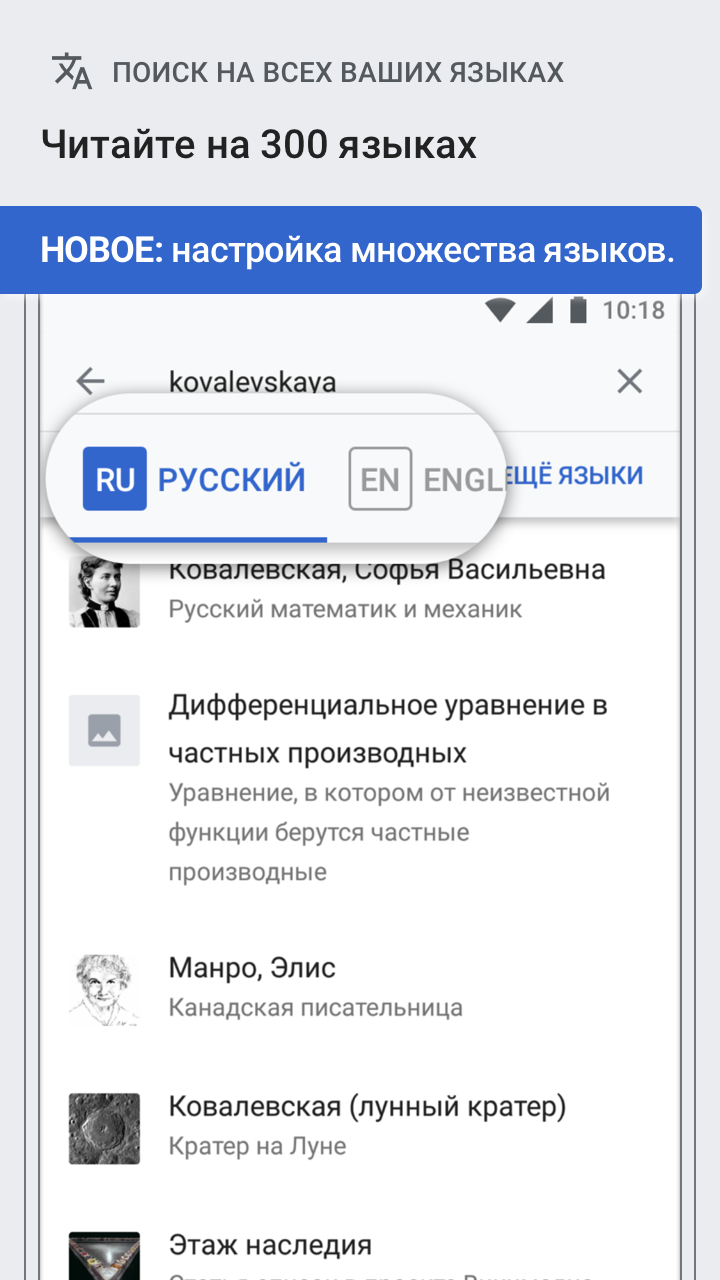 ПОИСК НА ВСЕХ ВАШИХ ЯЗЫКАХ
Читайте на 300 языках
НОВОЕ: настройка множества языков.
10:18
kovalevskaya
RU РУССКИЙ EN ENGL ЕЩЁ ЯЗЫКИ
Ковалевская, Софья Васильевна
Русский математик и механик
Дифференциальное уравнение в
частных производных
Уравнение, в котором от неизвестной
функции берутся частные
производные
Манро, Элис
Канадская писательница
Ковалевская (лунный кратер)
Кратер на Луне
Этаж наследия